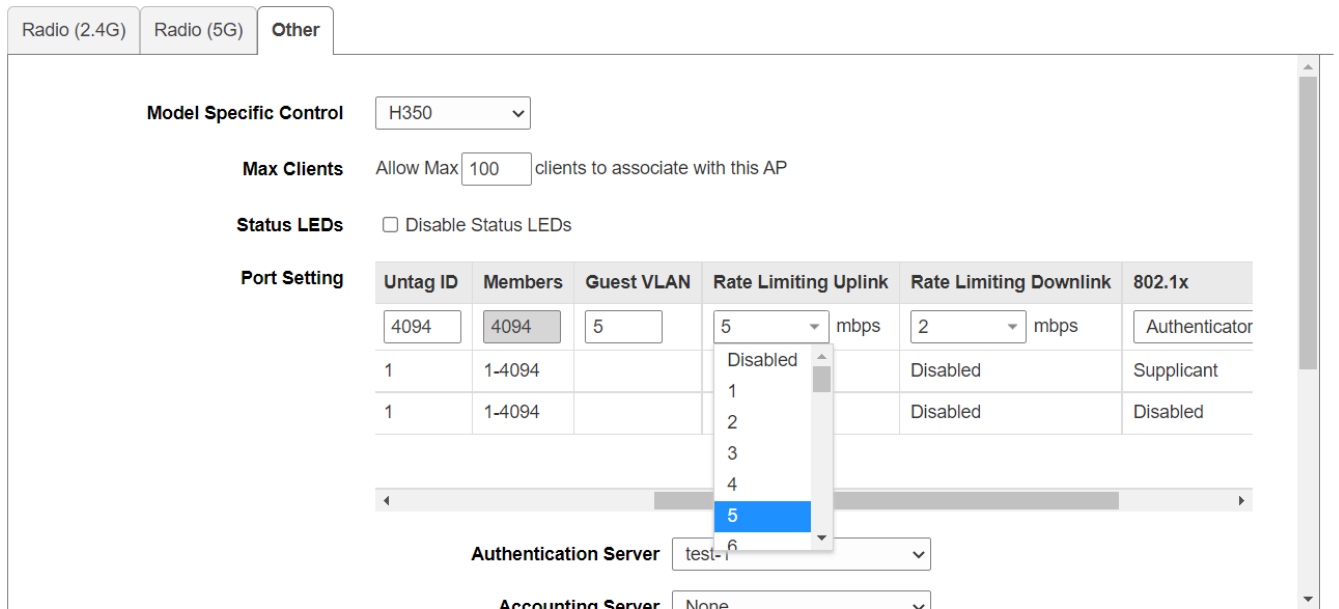 Radio (2.4G) Radio (5G) Other
Model Specific Control H350
Max Clients Allow Max 100 clients to associate with this AP
Status LEDs Disable Status LEDs
Port Setting
Untag ID Members Guest VLAN Rate Limiting Uplink Rate Limiting Downlink 802.1x
4094 4094 5 5 mbps 2 mbps Authenticator
1 1-4094 Disabled Supplicant
1 1-4094 Disabled Disabled
Disabled
1
2
3
4
5
6
Authentication Server test-1
Accounting Server None